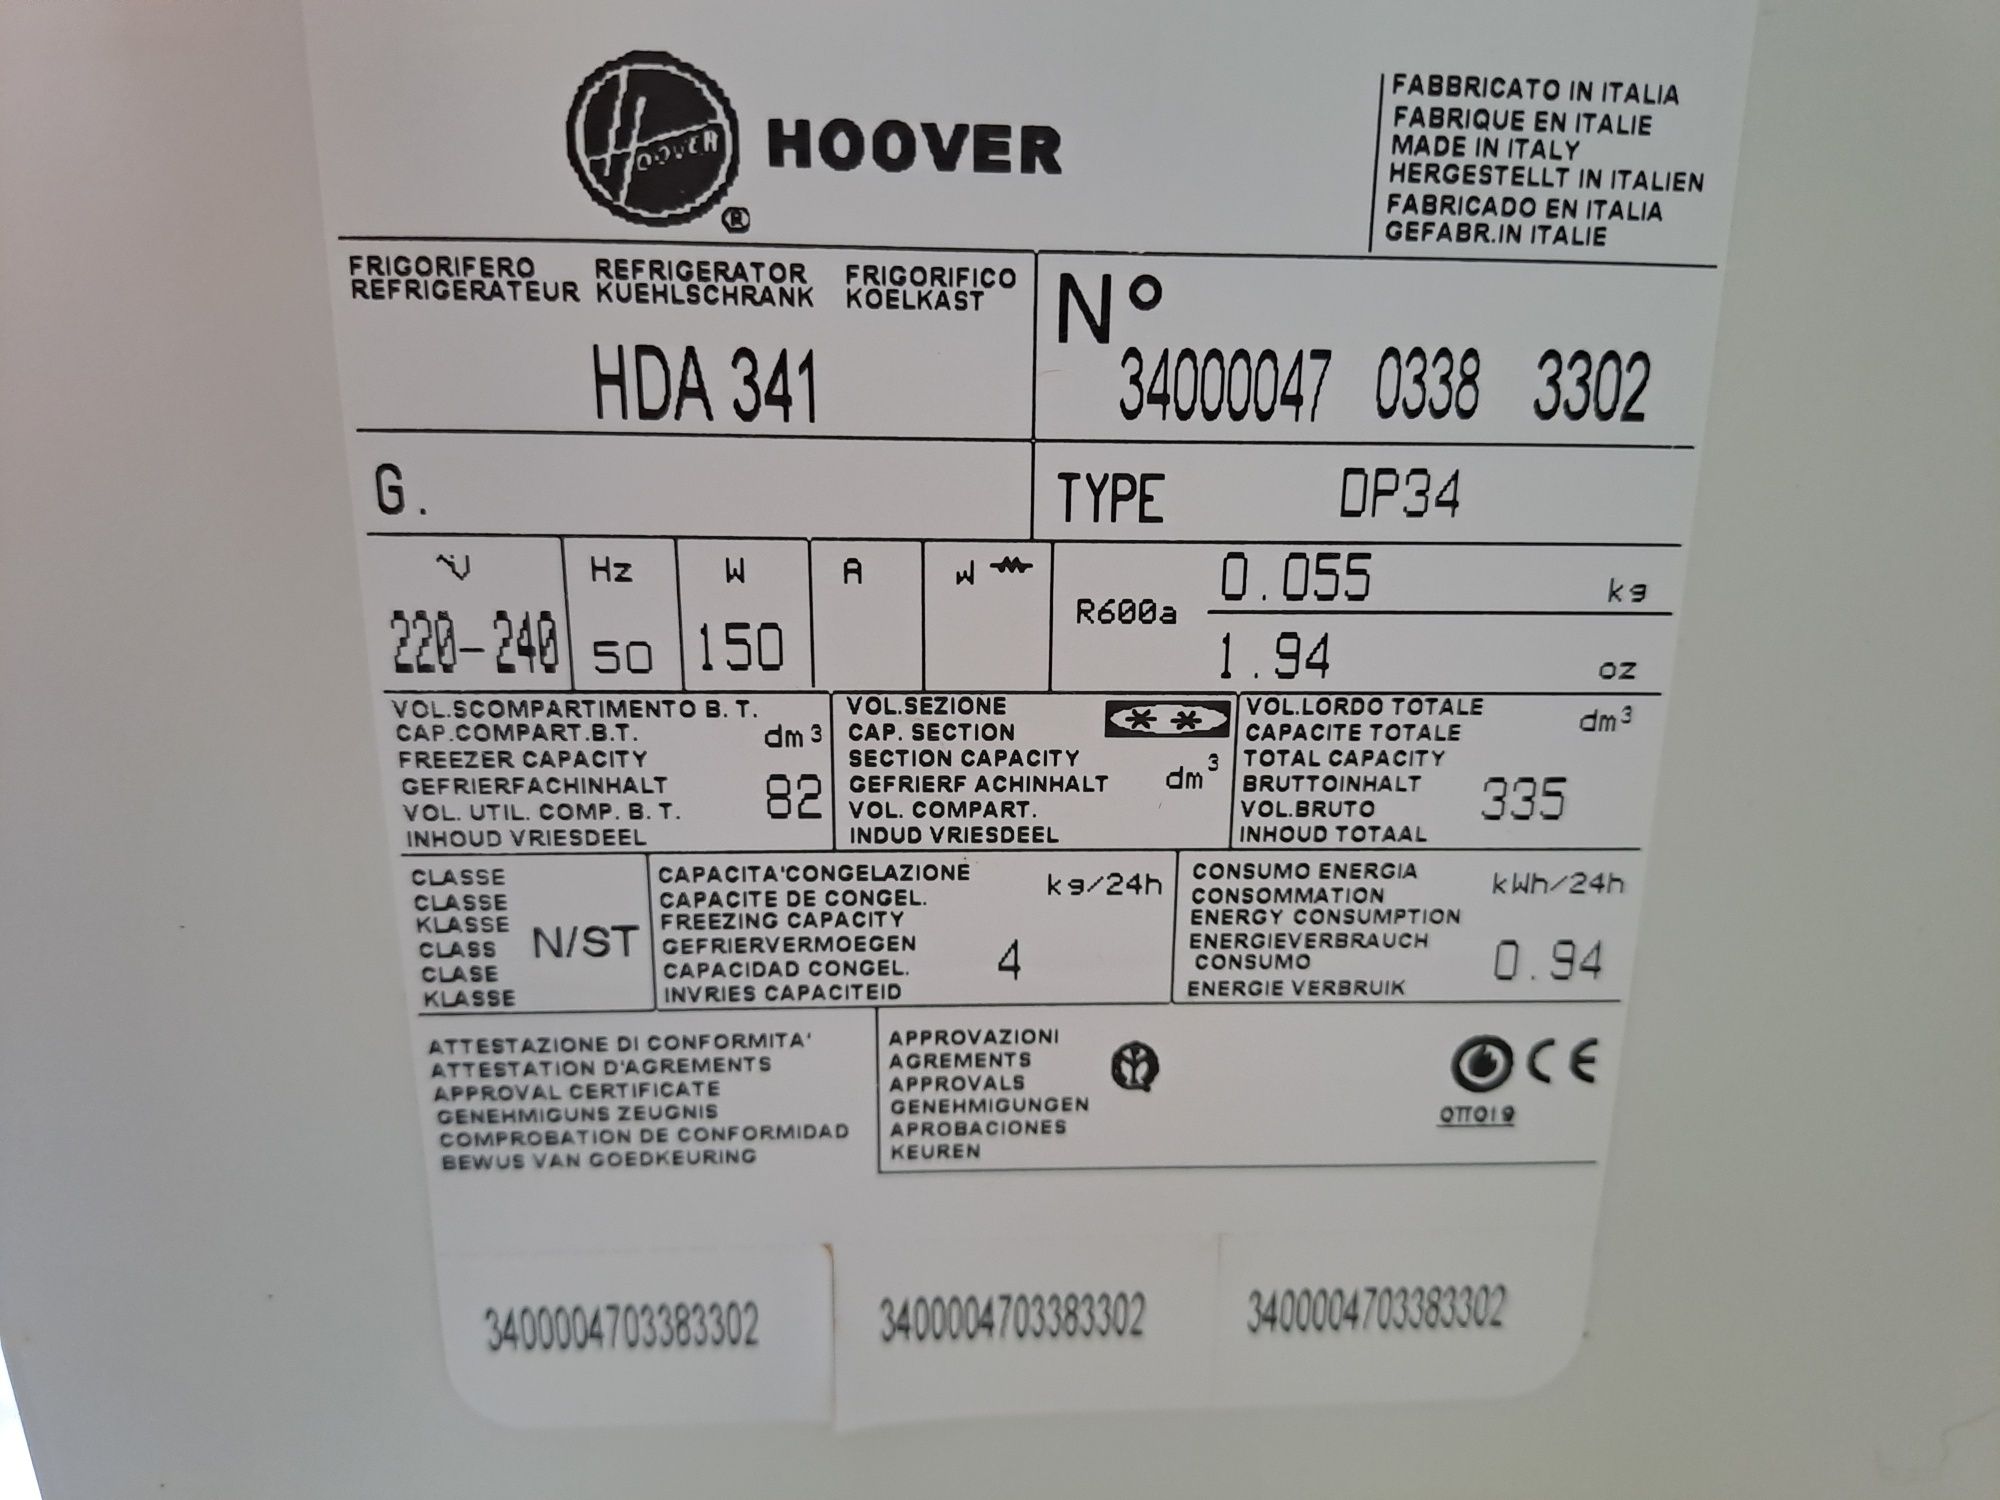 HOOVER
HOOVER
®
FABBRICATO IN ITALIA
FABRIQUE EN ITALIE
MADE IN ITALY
HERGESTELLT IN ITALIEN
FABRICADO EN ITALIA
GEFABR.IN ITALIE
FRIGORIFERO REFRIGERATOR FRIGORIFICO
REFRIGERATEUR KUEHLSCHRANK KOELKAST
HDA 341
N°
34000047 0338 3302
G.
TYPE DP34
V Hz W A W
220-240 50 150
R600a
0.055 kg
1.94 oz
VOL.SCOMPARTIMENTO B.T.
CAP.COMPART.B.T. dm³
FREEZER CAPACITY
GEFRIERFACHINHALT 82
VOL. UTIL. COMP. B. T.
INHOUD VRIESDEEL
VOL.SEZIONE
CAP. SECTION
SECTION CAPACITY dm³
GEFRIERF ACHINHALT
VOL. COMPART.
INDUD VRIESDEEL
VOL.LORDO TOTALE dm³
CAPACITE TOTALE
TOTAL CAPACITY
BRUTTOINHALT 335
VOL.BRUTO
INHOUD TOTAAL
CLASSE
CLASSE
KLASSE
CLASS N/ST
CLASE
KLASSE
CAPACITA'CONGELAZIONE kg/24h
CAPACITE DE CONGEL.
FREEZING CAPACITY
GEFRIERVERMOEGEN 4
CAPACIDAD CONGEL.
INVRIES CAPACITEID
CONSUMO ENERGIA kWh/24h
CONSOMMATION
ENERGY CONSUMPTION
ENERGIEVERBRAUCH 0.94
CONSUMO
ENERGIE VERBRUIK
ATTESTAZIONE DI CONFORMITA'
ATTESTATION D'AGREMENTS
APPROVAL CERTIFICATE
GENEHMIGUNS ZEUGNIS
COMPROBATION DE CONFORMIDAD
BEWUS VAN GOEDKEURING
APPROVAZIONI
AGREMENTS
APPROVALS
GENEHMIGUNGEN
APROBACIONES
KEUREN
CE
3400004703383302 3400004703383302 3400004703383302